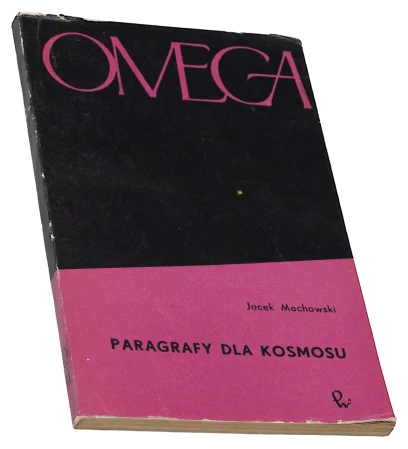 OMEGA
Jacek Machowski
PARAGRAFY DLA KOSMOSU